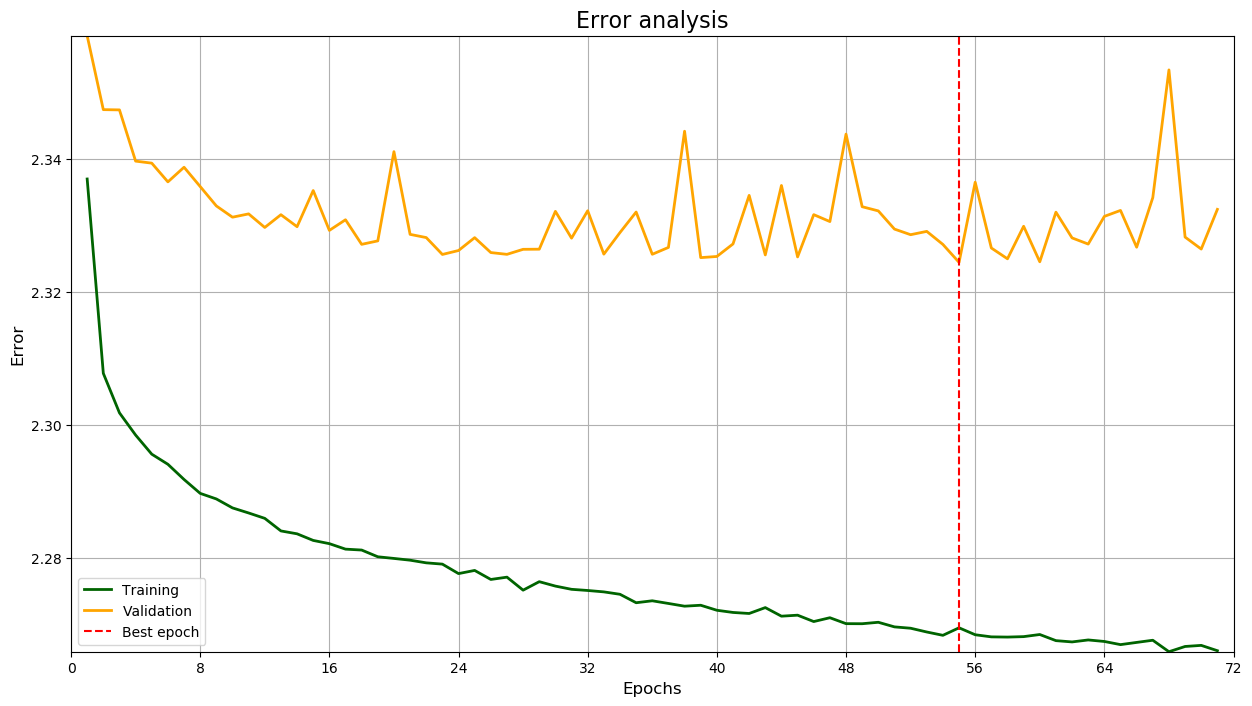 Error analysis
Error
2.34
2.32
2.30
2.28
Training
Validation
Best epoch
0 8 16 24 32 40 48 56 64 72
Epochs